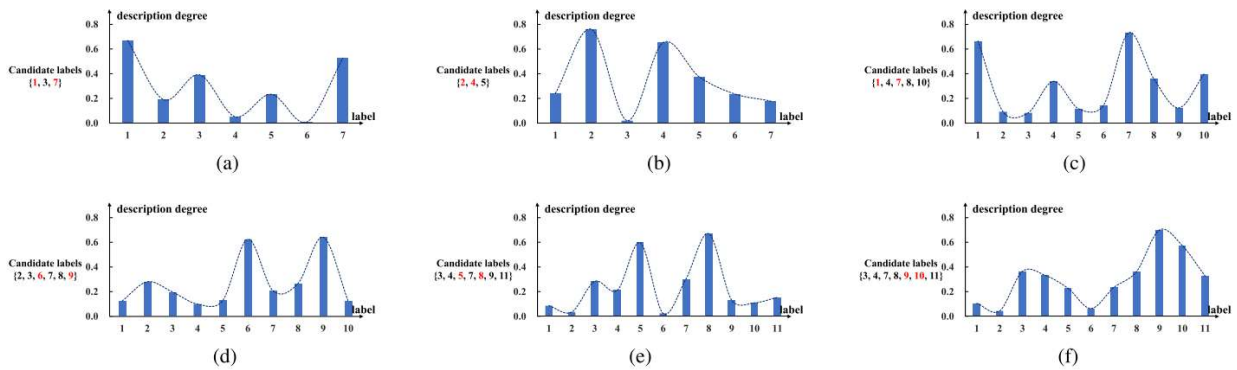 description degree
0.8
0.6
0.4
0.2
0.0
Candidate labels
{1, 3, 7}
1 2 3 4 5 6 7
label
(a)
description degree
0.8
0.6
0.4
0.2
0.0
Candidate labels
{2, 4, 5}
1 2 3 4 5 6 7
label
(b)
description degree
0.8
0.6
0.4
0.2
0.0
Candidate labels
{1, 4, 7, 8, 10}
1 2 3 4 5 6 7 8 9 10
label
(c)
description degree
0.8
0.6
0.4
0.2
0.0
Candidate labels
{2, 3, 6, 7, 8, 9}
1 2 3 4 5 6 7 8 9 10
label
(d)
description degree
0.8
0.6
0.4
0.2
0.0
Candidate labels
{3, 4, 5, 7, 8, 9, 11}
1 2 3 4 5 6 7 8 9 10 11
label
(e)
description degree
0.8
0.6
0.4
0.2
0.0
Candidate labels
{3, 4, 7, 8, 9, 10, 11}
1 2 3 4 5 6 7 8 9 10 11
label
(f)